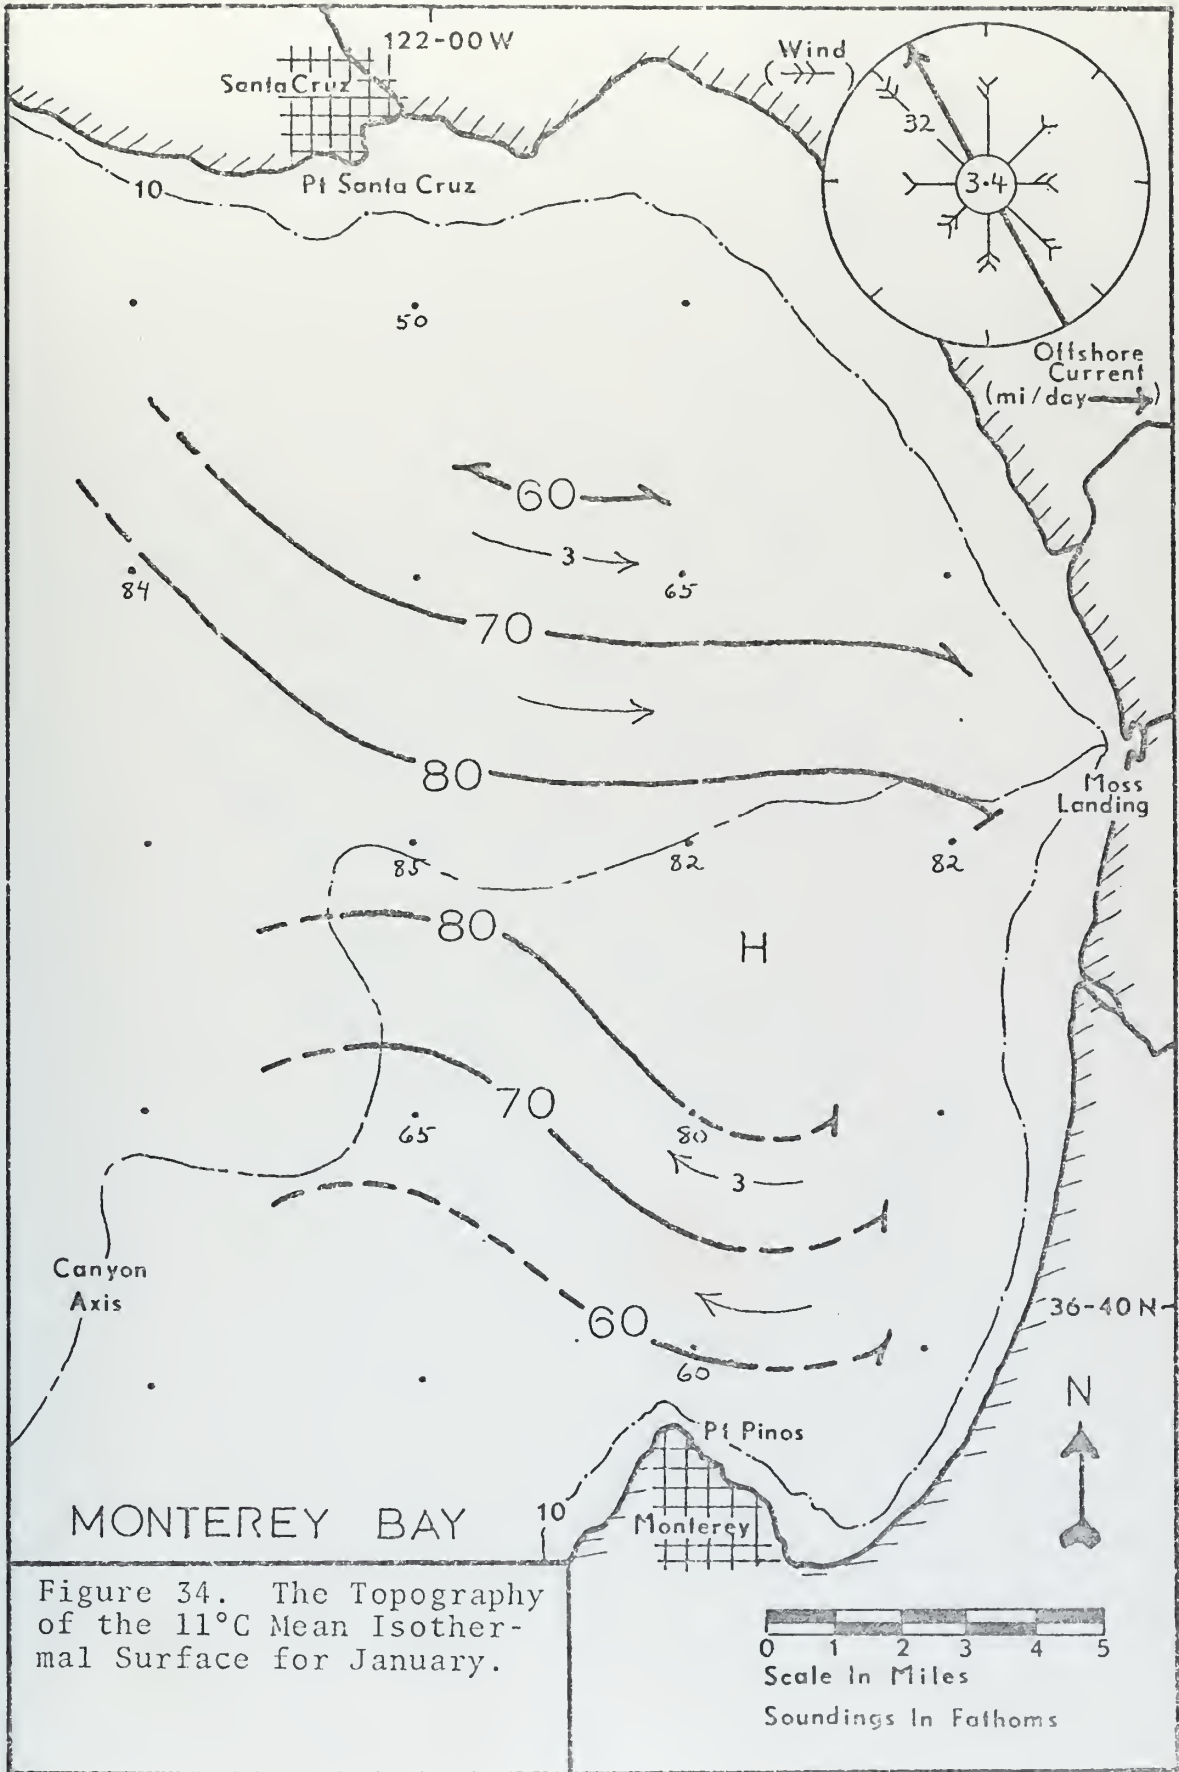 122-00 W
Santa Cruz
Wind
32
3.4
10
Pt Santa Cruz
50
Offshore
Current
(mi/day)
60
3
84
65
70
80
Moss
Landing
85
82
82
80
H
70
65
80
3
Canyon
Axis
36-40 N
60
60
N
Pt Pinos
10
Monterey
MONTEREY BAY
Figure 34. The Topography
of the 11°C Mean Isother-
mal Surface for January.
0 1 2 3 4 5
Scale In Miles
Soundings In Fathoms